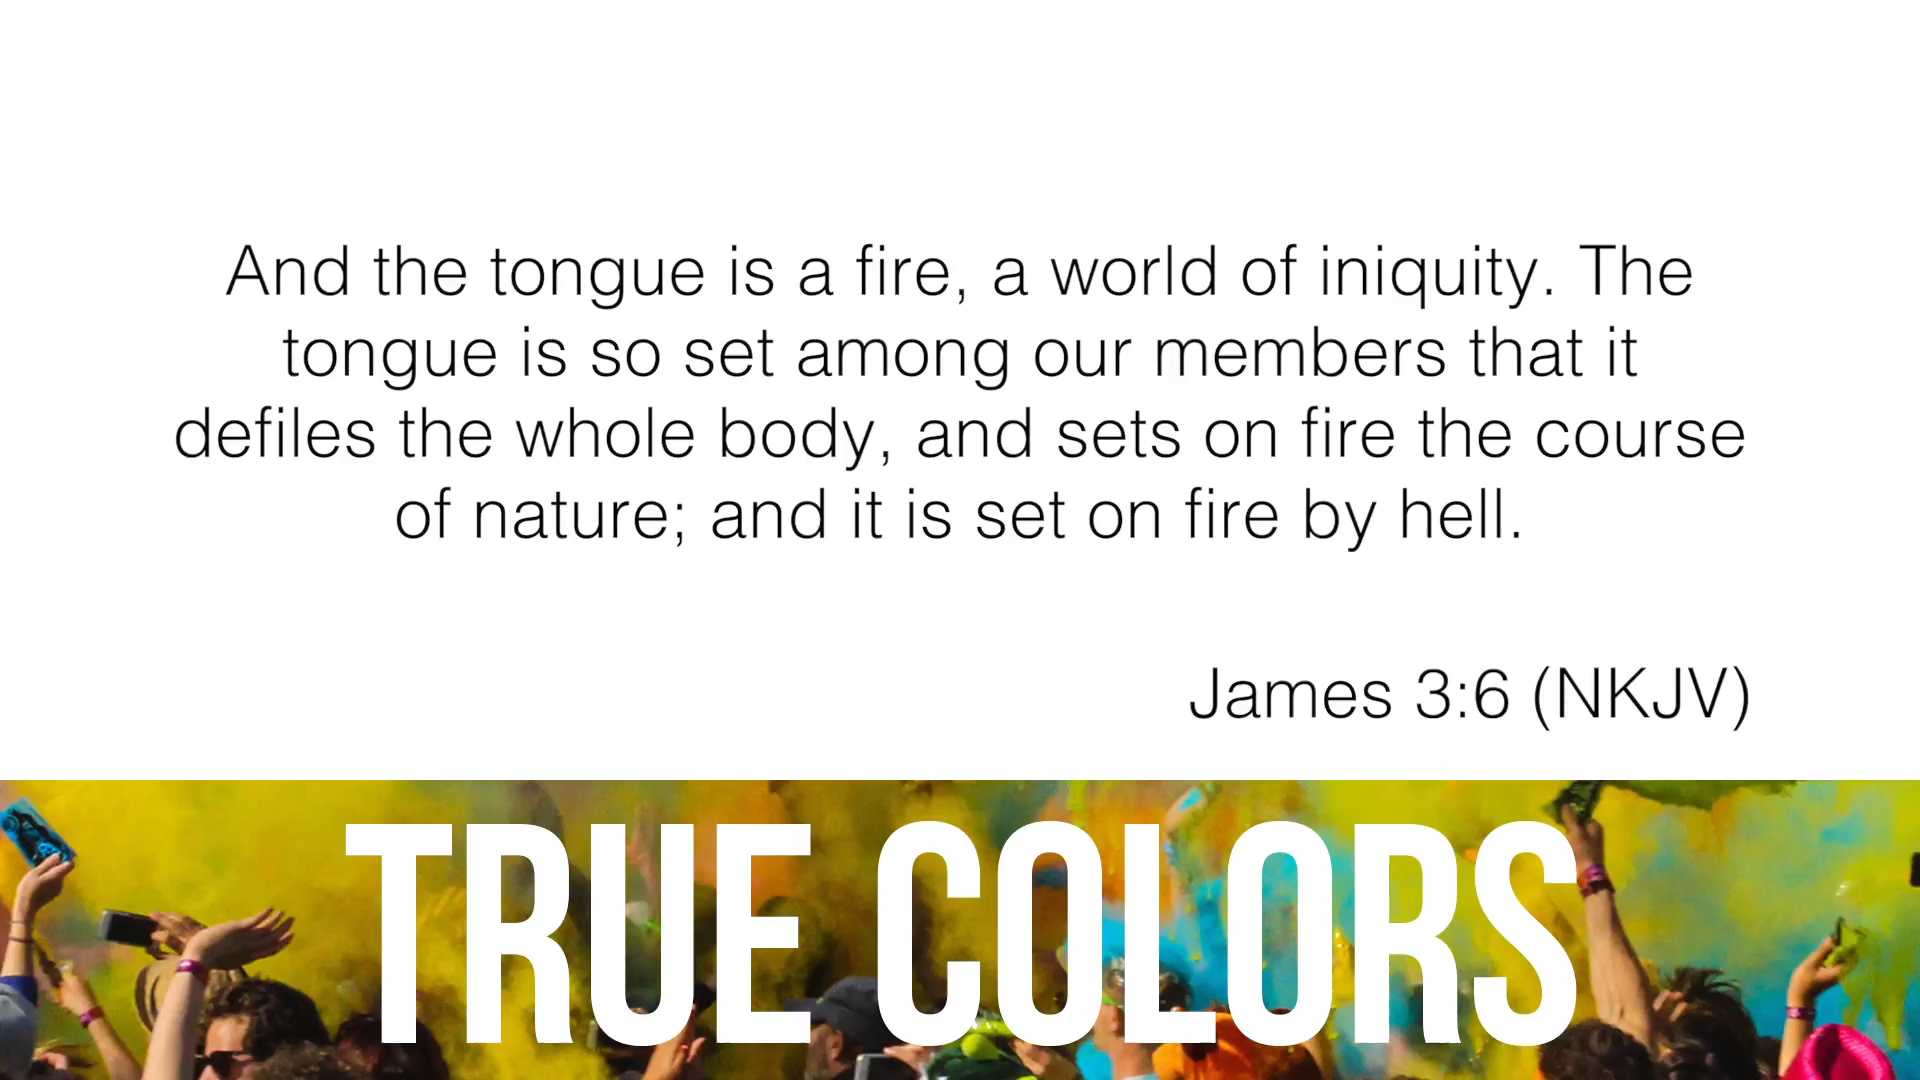 And the tongue is a fire, a world of iniquity. The
tongue is so set among our members that it
defiles the whole body, and sets on fire the course
of nature; and it is set on fire by hell.
James 3:6 (NKJV)
TRUE COLORS